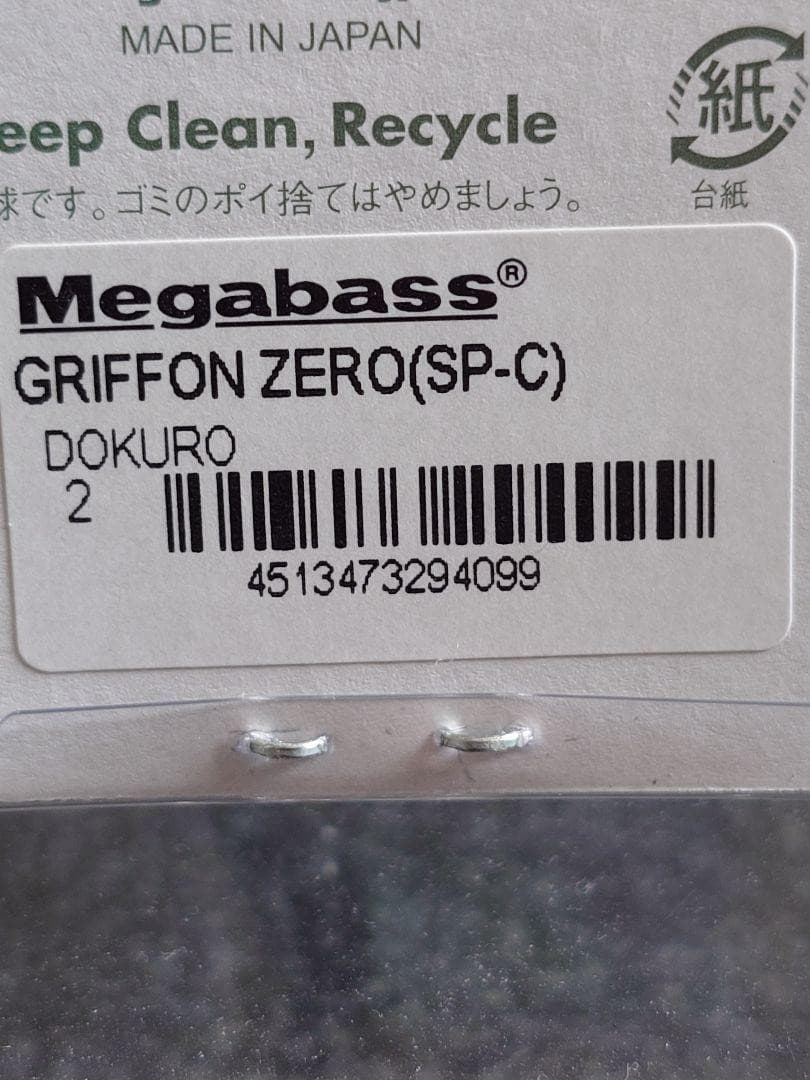 MADE IN JAPAN
eep Clean, Recycle
球です。ゴミのポイ捨てはやめましょう。
紙
台紙
Megabass®
GRIFFON ZERO(SP-C)
DOKURO
2
4513473294099